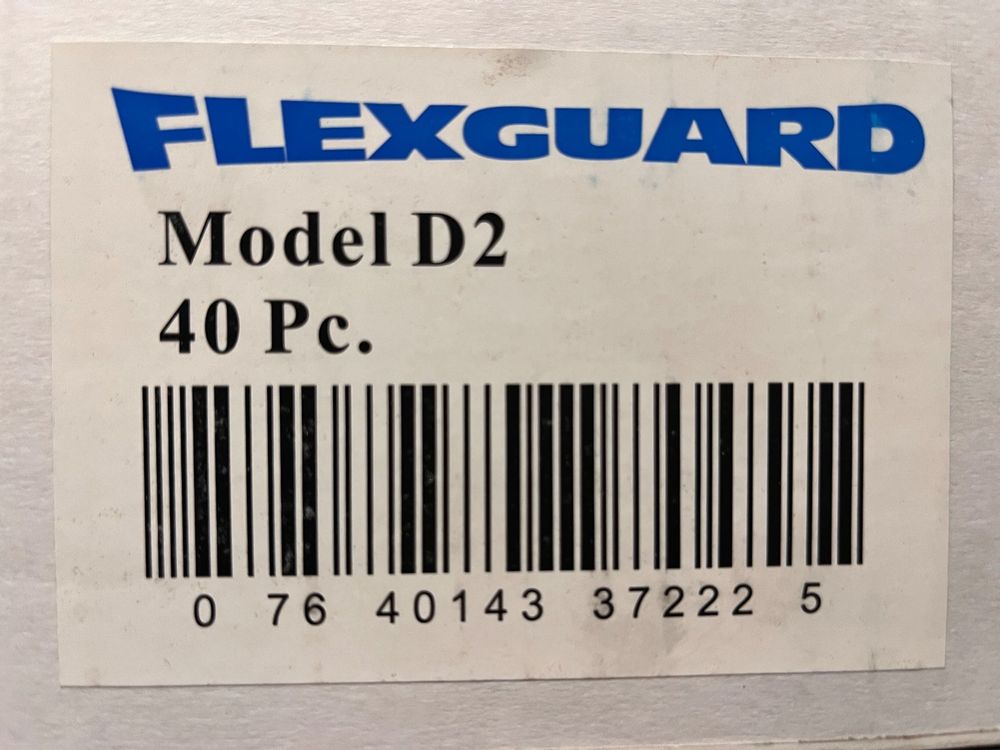 FLEXGUARD
Model D2
40 Pc.
0 76 40143 37222 5